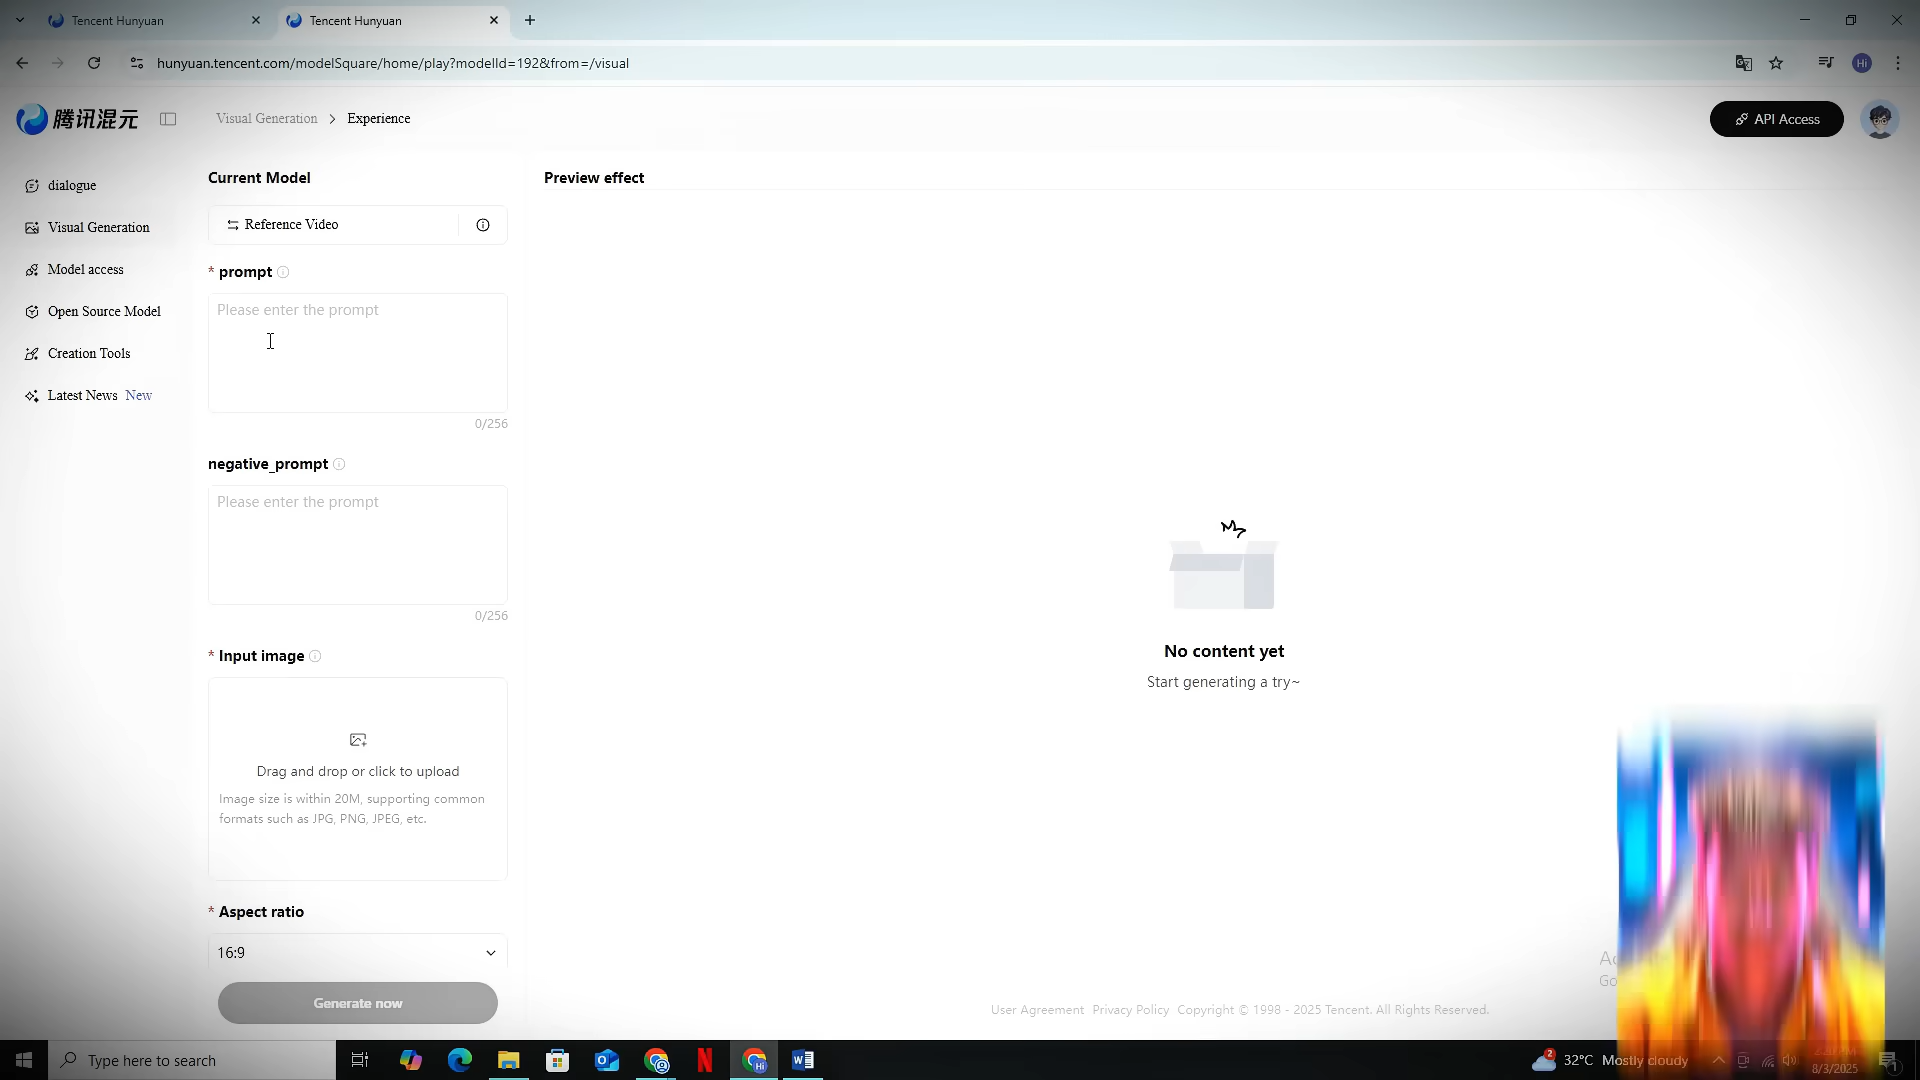 Tencent Hunyuan
Tencent Hunyuan
hunyuan.tencent.com/modelSquare/home/play?modelId=192&from=/visual
Hi
腾讯混元
Visual Generation
Experience
API Access
dialogue
Visual Generation
Model access
Open Source Model
Creation Tools
Latest News New
Current Model
Reference Video
* prompt
Please enter the prompt
0/256
negative_prompt
Please enter the prompt
0/256
* Input image
Drag and drop or click to upload
Image size is within 20M, supporting common
formats such as JPG, PNG, JPEG, etc.
* Aspect ratio
16:9
Generate now
Preview effect
No content yet
Start generating a try~
User Agreement Privacy Policy Copyright © 1998 - 2025 Tencent. All Rights Reserved.
Type here to search
2
32°C Mostly cloudy
8/3/2025